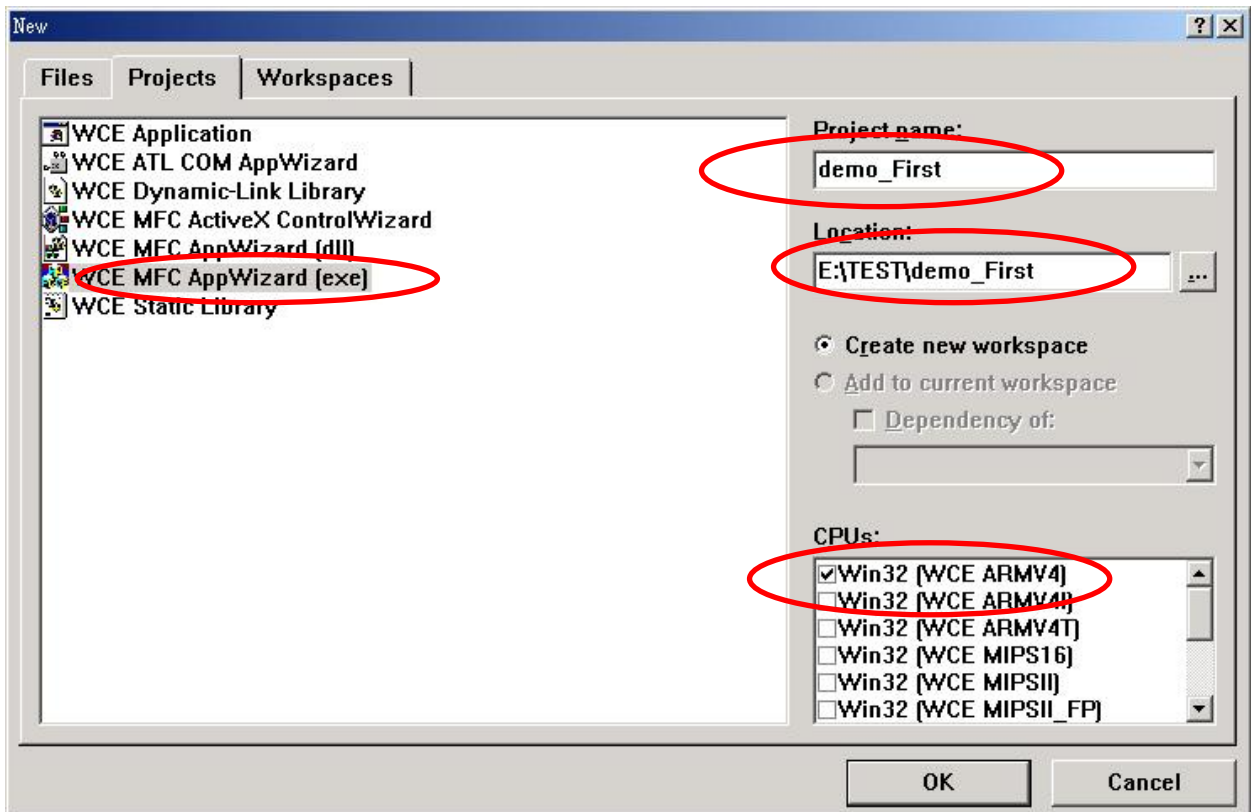 New
Files Projects Workspaces
WCE Application
WCE ATL COM AppWizard
WCE Dynamic-Link Library
WCE MFC ActiveX ControlWizard
WCE MFC AppWizard (dll)
WCE MFC AppWizard (exe)
WCE Static Library
Project name:
demo_First
Location:
E:\TEST\demo_First
...
Create new workspace
Add to current workspace
Dependency of:
CPUs:
Win32 (WCE ARMV4)
Win32 (WCE ARMV4I)
Win32 (WCE ARMV4T)
Win32 (WCE MIPS16)
Win32 (WCE MIPSII)
Win32 (WCE MIPSII_FP)
OK Cancel